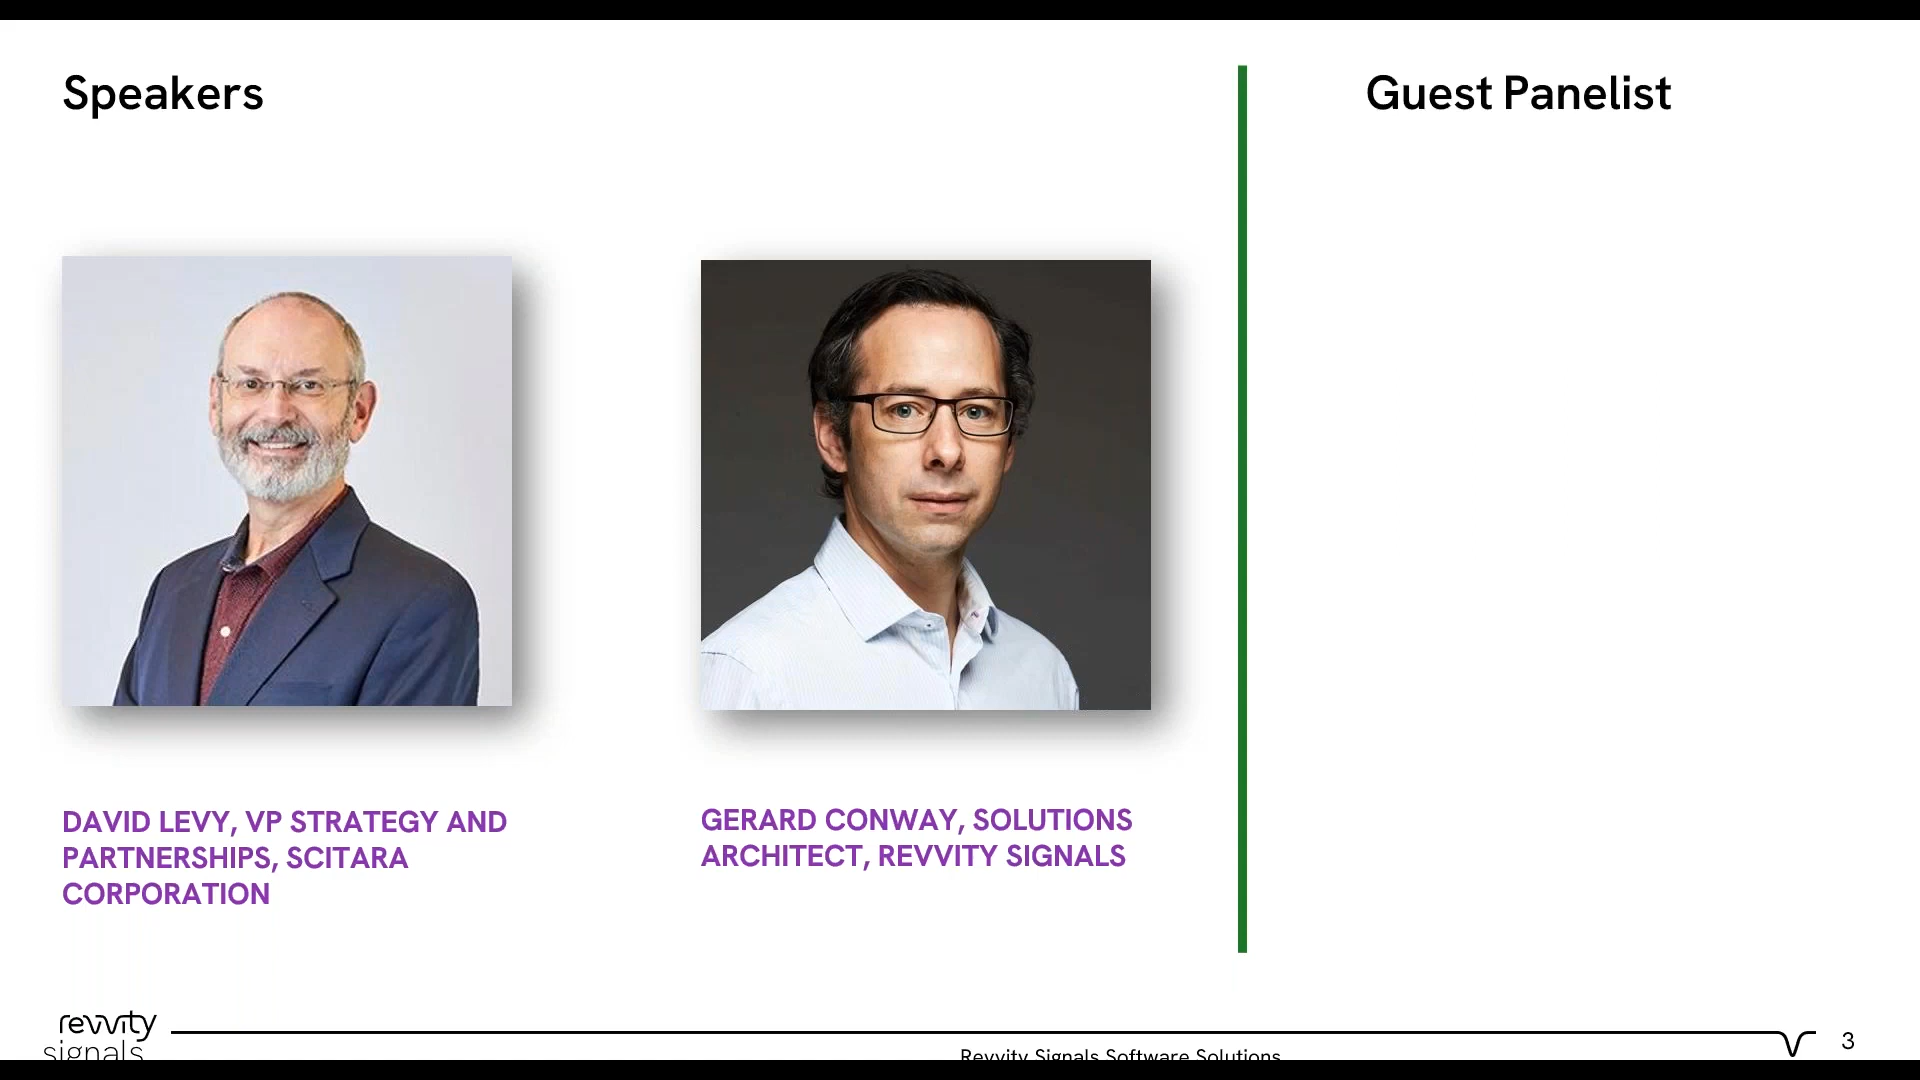 Speakers
Guest Panelist
DAVID LEVY, VP STRATEGY AND
PARTNERSHIPS, SCITARA
CORPORATION
GERARD CONWAY, SOLUTIONS
ARCHITECT, REVVITY SIGNALS
revvity
signals
Revvity Signals Software Solutions
3